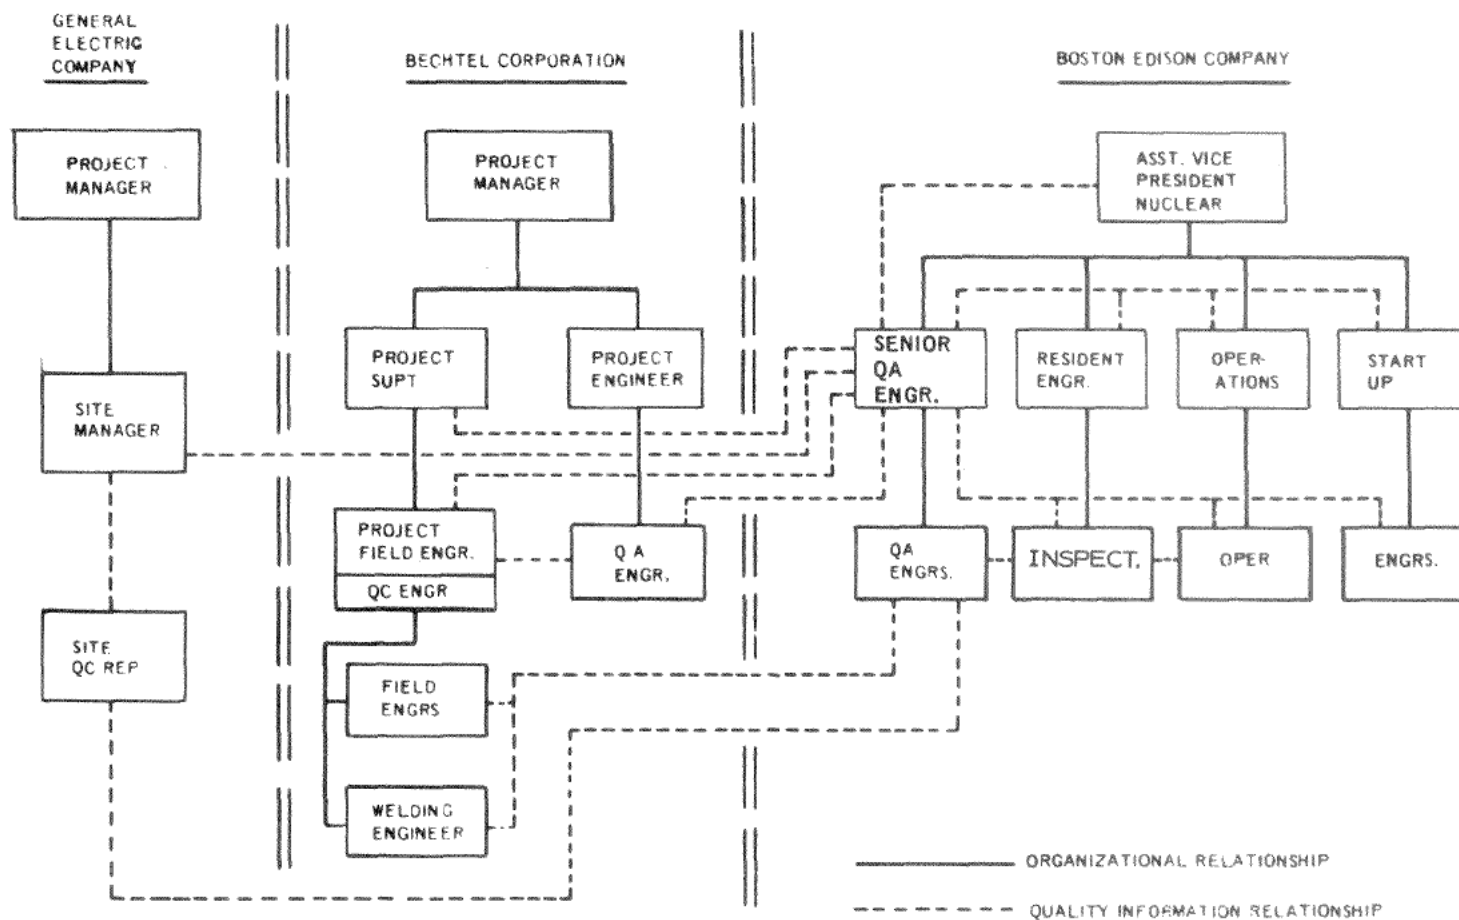 GENERAL
ELECTRIC
COMPANY
BECHTEL CORPORATION
BOSTON EDISON COMPANY
PROJECT
MANAGER
PROJECT
MANAGER
ASST. VICE
PRESIDENT
NUCLEAR
PROJECT
SUPT
PROJECT
ENGINEER
SENIOR
QA
ENGR.
RESIDENT
ENGR.
OPER-
ATIONS
START
UP
SITE
MANAGER
PROJECT
FIELD ENGR.
QC ENGR
QA
ENGR.
QA
ENGRS.
INSPECT.
OPER
ENGRS.
SITE
QC REP
FIELD
ENGRS
WELDING
ENGINEER
ORGANIZATIONAL RELATIONSHIP
QUALITY INFORMATION RELATIONSHIP